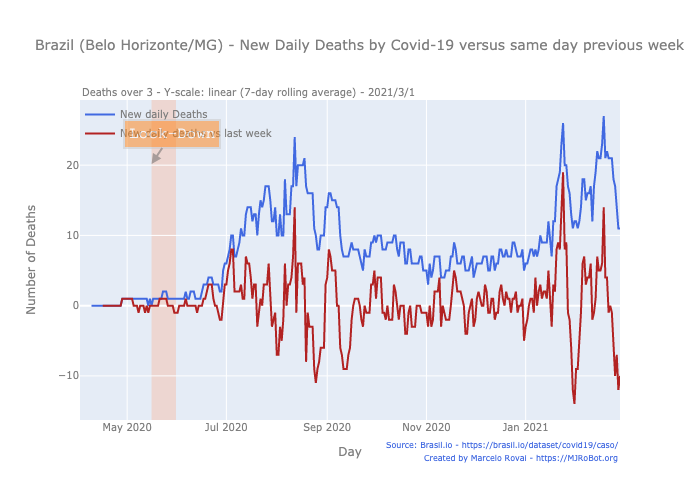 Brazil (Belo Horizonte/MG) - New Daily Deaths by Covid-19 versus same day previous week
Deaths over 3 - Y-scale: linear (7-day rolling average) - 2021/3/1
New daily Deaths
New daily deaths vs last week
Lock-Down
Number of Deaths
20
10
0
−10
May 2020
Jul 2020
Sep 2020
Nov 2020
Jan 2021
Day
Source: Brasil.io - https://brasil.io/dataset/covid19/caso/
Created by Marcelo Rovai - https://MJRoBot.org